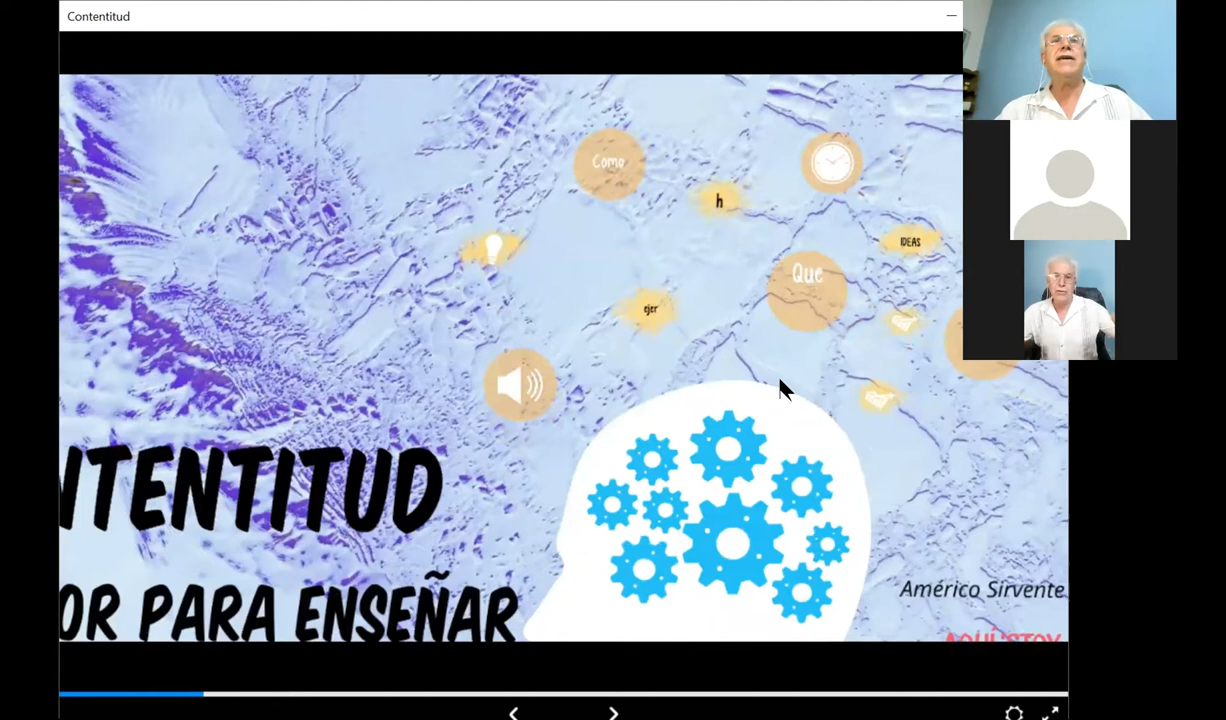 Contentitud
Como
h
IDEAS
Que
ejer
NTENTITUD
OR PARA ENSEÑAR
Américo Sirvente